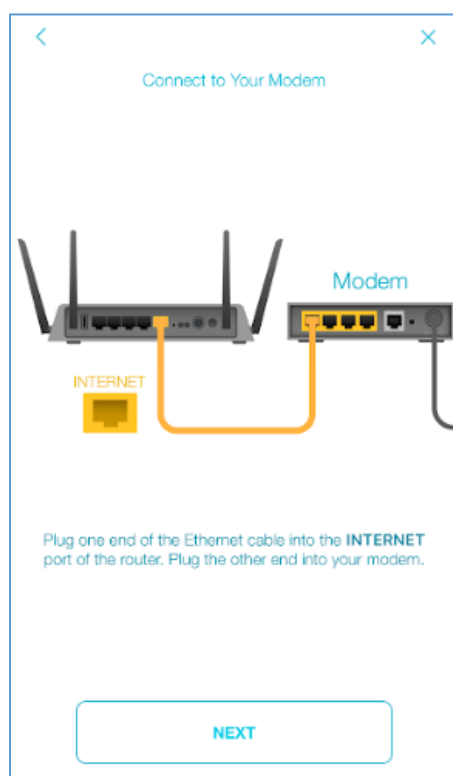 Connect to Your Modem
Modem
INTERNET
Plug one end of the Ethernet cable into the INTERNET
port of the router. Plug the other end into your modem.
NEXT